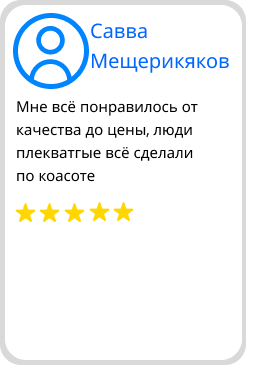 Савва
Мещерикяков
Мне всё понравилось от
качества до цены, люди
плекватгые всё сделали
по коасоте